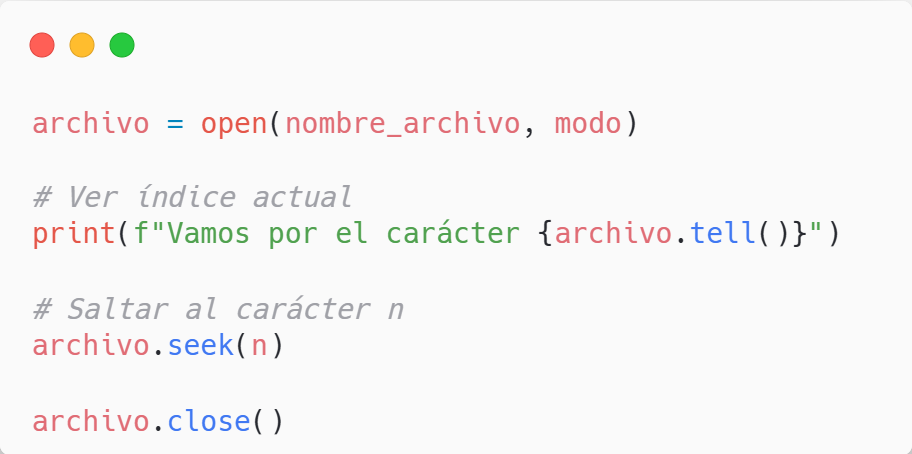 archivo = open(nombre_archivo, modo)
# Ver índice actual
print(f"Vamos por el carácter {archivo.tell()}")
# Saltar al carácter n
archivo.seek(n)
archivo.close()